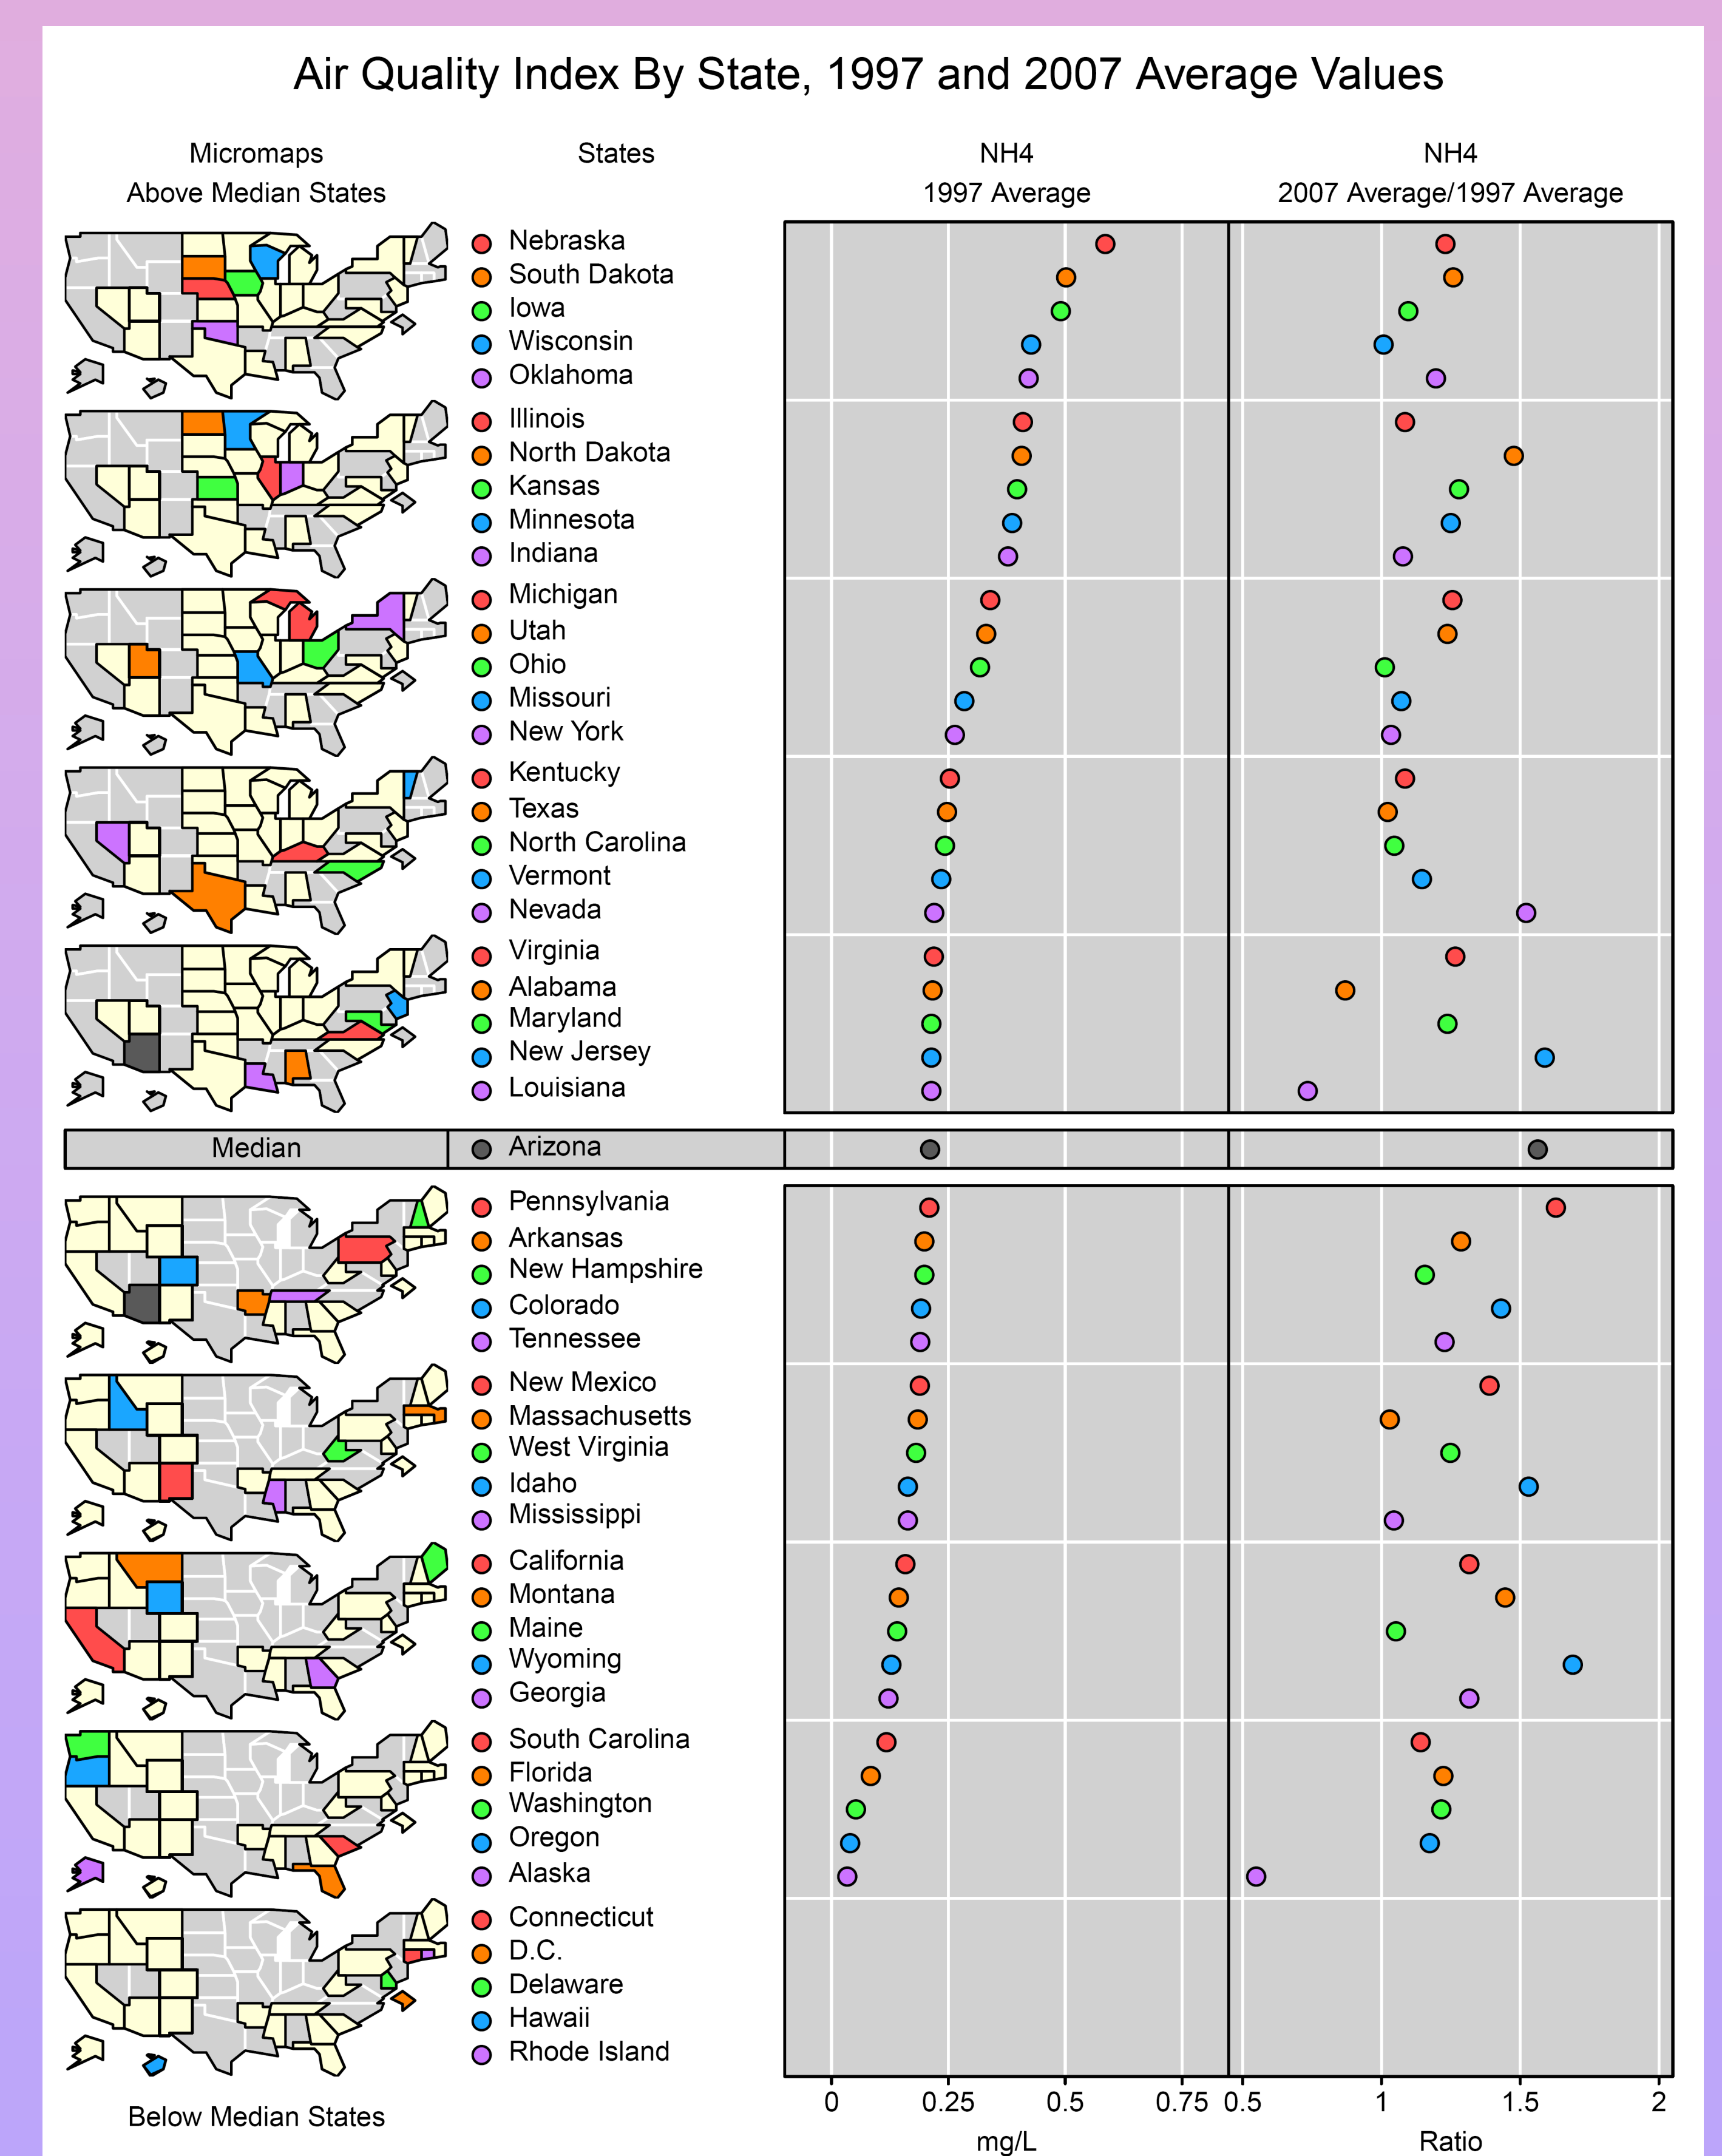 Air Quality Index By State, 1997 and 2007 Average Values
Micromaps
Above Median States
States
NH4
1997 Average
NH4
2007 Average/1997 Average
Nebraska
South Dakota
Iowa
Wisconsin
Oklahoma
Illinois
North Dakota
Kansas
Minnesota
Indiana
Michigan
Utah
Ohio
Missouri
New York
Kentucky
Texas
North Carolina
Vermont
Nevada
Virginia
Alabama
Maryland
New Jersey
Louisiana
Median
Arizona
Pennsylvania
Arkansas
New Hampshire
Colorado
Tennessee
New Mexico
Massachusetts
West Virginia
Idaho
Mississippi
California
Montana
Maine
Wyoming
Georgia
South Carolina
Florida
Washington
Oregon
Alaska
Connecticut
D.C.
Delaware
Hawaii
Rhode Island
Below Median States
0 0.25 0.5 0.75
mg/L
0.5 1 1.5 2
Ratio